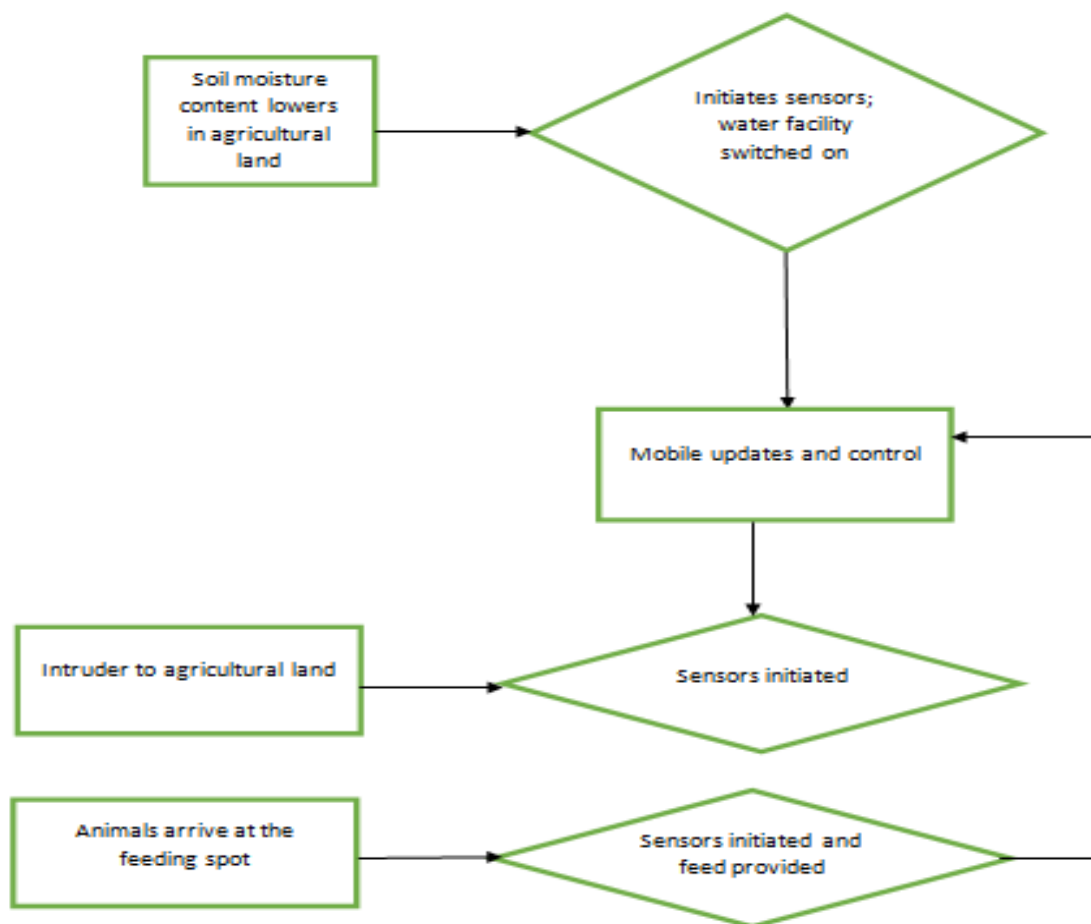 Soil moisture
content lowers
in agricultural
land
Initiates sensors;
water facility
switched on
Mobile updates and control
Intruder to agricultural land
Sensors initiated
Animals arrive at the
feeding spot
Sensors initiated and
feed provided